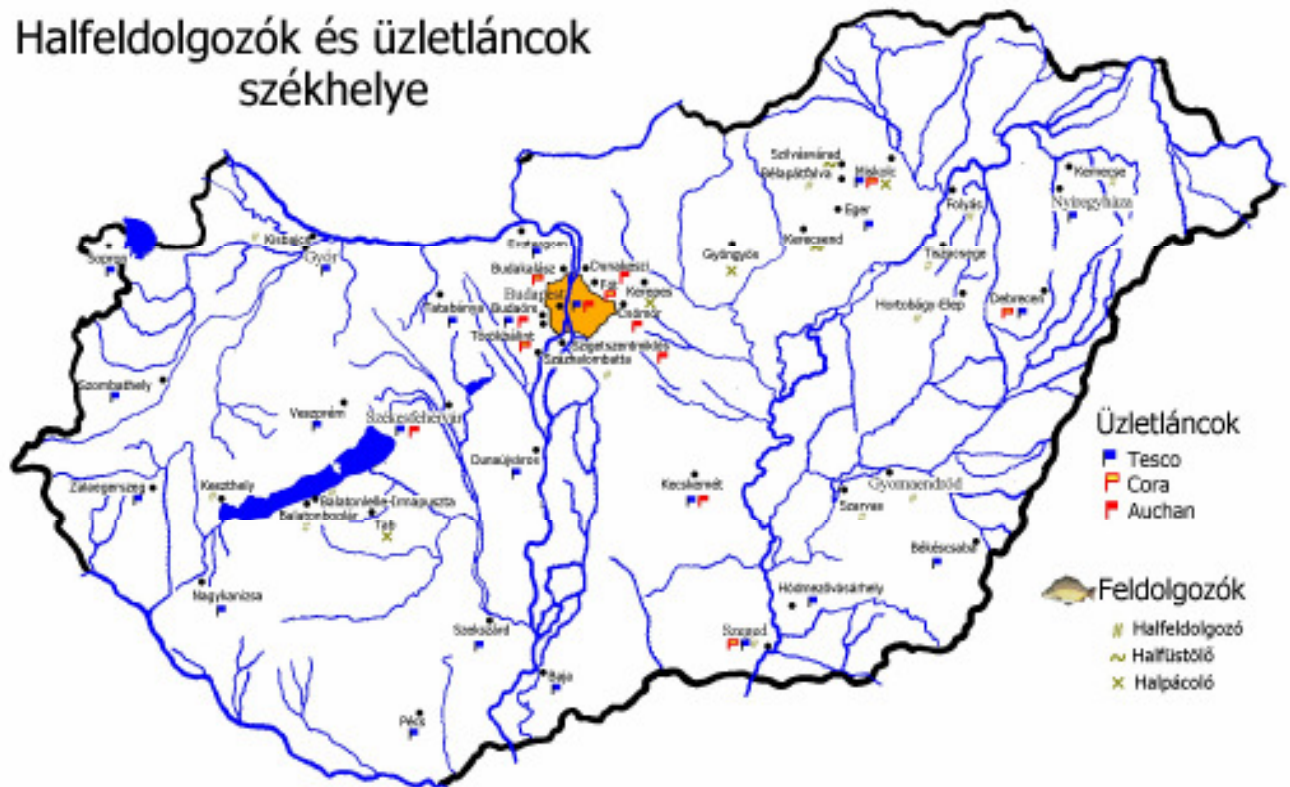 Halfeldolgozók és üzletláncok
székhelye
Szilvásvárad
Bélapátfalva
Miskolc
Kemecse
Eger
Folyás
Nyíregyháza
Kisbajcs
Győr
Sopron
Esztergom
Kerecsend
Gyöngyös
Tiszacsege
Budakalász
Dunakeszi
Fót
Kerepes
Budapest
Hortobágy-Elep
Debrecen
Tatabánya
Budaörs
Csömör
Törökbálint
Szigetszentmiklós
Százhalombatta
Szombathely
Veszprém
Székesfehérvár
Üzletláncok
Tesco
Cora
Auchan
Dunaújváros
Kecskemét
Gyomaendrőd
Zalaegerszeg
Keszthely
Balatonlelle-Irmapuszta
Balatonboglár
Tab
Szarvas
Békéscsaba
Nagykanizsa
Hódmezővásárhely
Feldolgozók
Halfeldolgozó
Halfüstölő
Halpácoló
Szekszárd
Szeged
Baja
Pécs